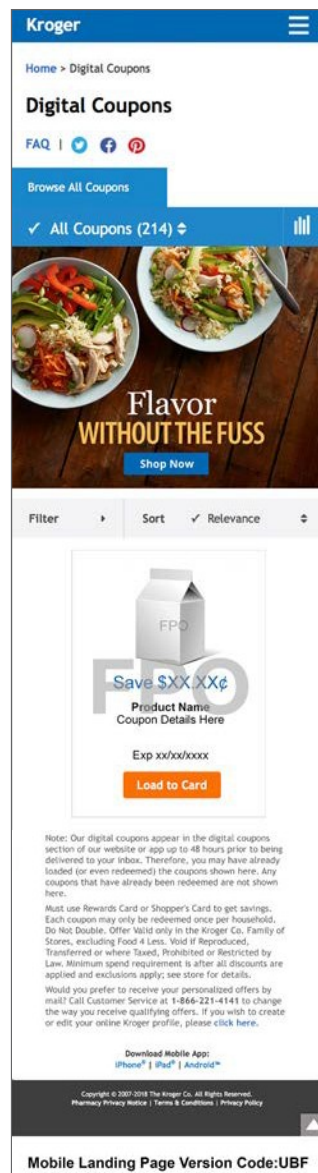 Kroger
Home > Digital Coupons
Digital Coupons
FAQ |
Browse All Coupons
✓ All Coupons (214)
Flavor
WITHOUT THE FUSS
Shop Now
Filter Sort ✓ Relevance
FPO
FPO
Save $XX.XX¢
Product Name
Coupon Details Here
Exp xx/xx/xxxx
Load to Card
Note: Our digital coupons appear in the digital coupons
section of our website or app up to 48 hours prior to being
delivered to your inbox. Therefore, you may have already
loaded (or even redeemed) the coupons shown here. Any
coupons that have already been redeemed are not shown
here.
Must use Rewards Card or Shopper's Card to get savings.
Each coupon may only be redeemed once per household.
Do Not Double. Offer Valid only in the Kroger Co. Family of
Stores, excluding Food 4 Less. Void if Reproduced,
Transferred or where Taxed, Prohibited or Restricted by
Law. Minimum spend requirement is after all discounts are
applied and exclusions apply; see store for details.
Would you prefer to receive your personalized offers by
mail? Call Customer Service at 1-866-221-4141 to change
the way you receive qualifying offers. If you wish to create
or edit your online Kroger profile, please click here.
Download Mobile App:
iPhone® | iPad® | Android™
Copyright © 2007-2018 The Kroger Co. All Rights Reserved.
Pharmacy Privacy Notice | Terms & Conditions | Privacy Policy
Mobile Landing Page Version Code:UBF